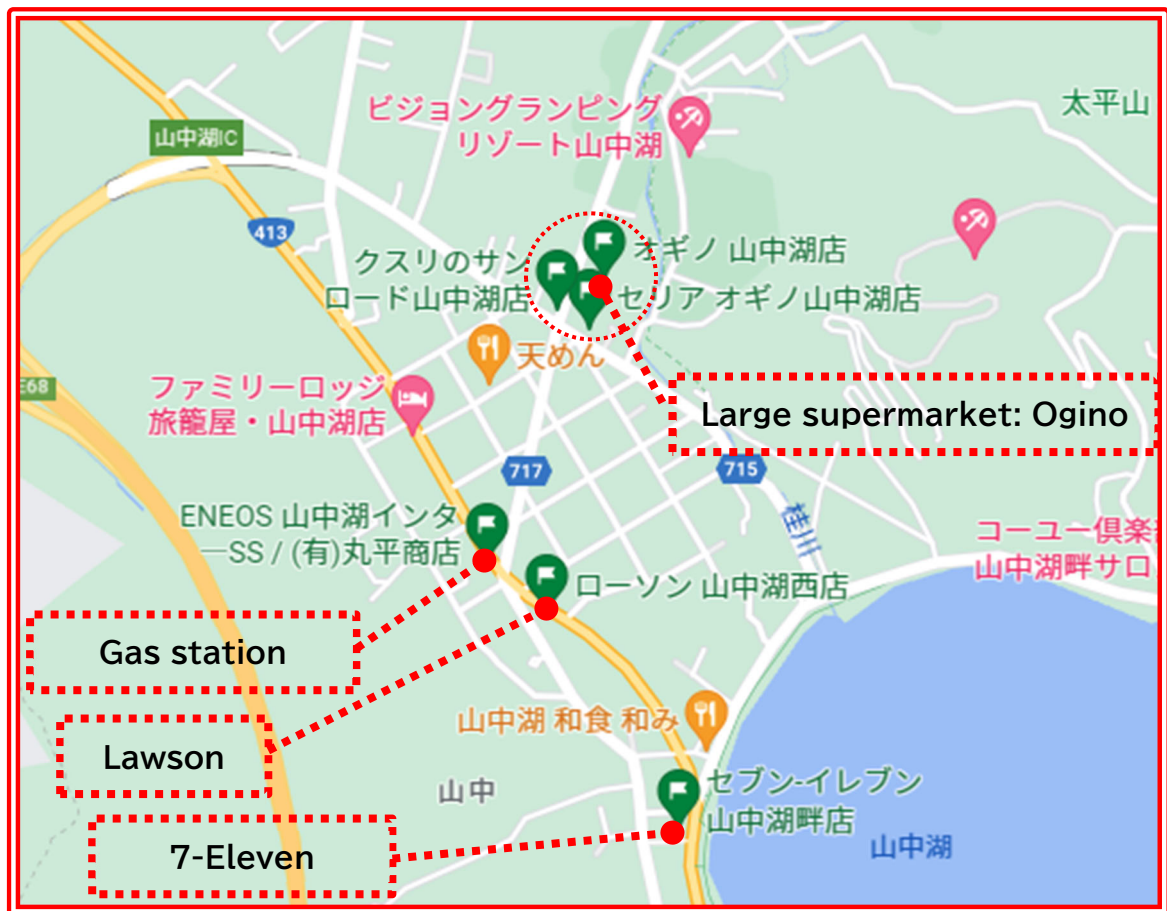 ビジョングランピング
リゾート山中湖
太平山
山中湖IC
413
クスリのサン
ロード山中湖店
オギノ 山中湖店
セリア オギノ山中湖店
天めん
E68
ファミリーロッジ
旅籠屋・山中湖店
Large supermarket: Ogino
717
715
ENEOS 山中湖インタ
ーSS / (有)丸平商店
桂川
コーユー倶楽
山中湖畔サロ
ローソン 山中湖西店
Gas station
山中湖 和食 和み
Lawson
山中
セブン-イレブン
山中湖畔店
山中湖
7-Eleven